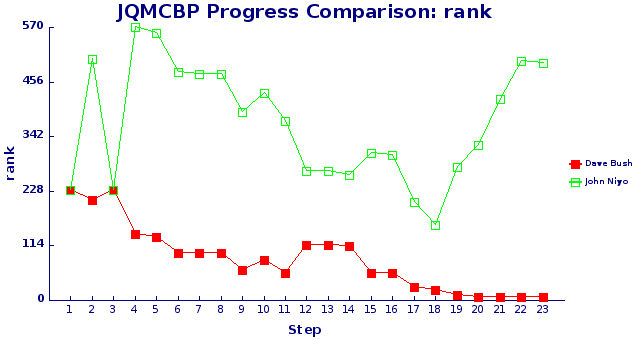 JQMCBP Progress Comparison: rank
570
456
342
228
114
0
rank
1 2 3 4 5 6 7 8 9 10 11 12 13 14 15 16 17 18 19 20 21 22 23
Step
Dave Bush
John Niyo